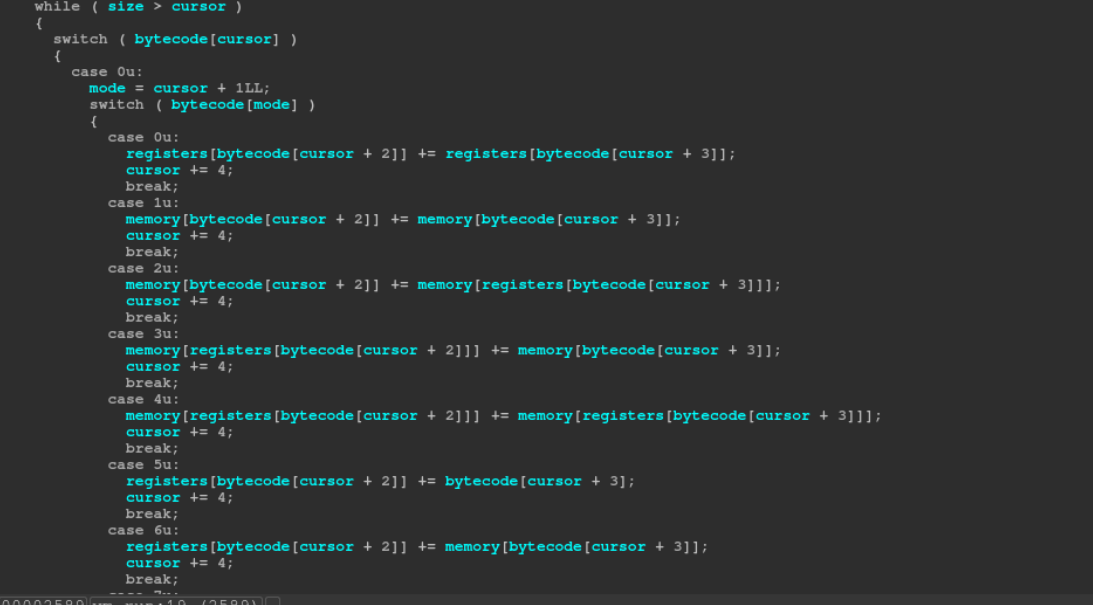 while ( size > cursor )
{
switch ( bytecode[cursor] )
{
case 0u:
mode = cursor + 1LL;
switch ( bytecode[mode] )
{
case 0u:
registers[bytecode[cursor + 2]] += registers[bytecode[cursor + 3]];
cursor += 4;
break;
case 1u:
memory[bytecode[cursor + 2]] += memory[bytecode[cursor + 3]];
cursor += 4;
break;
case 2u:
memory[bytecode[cursor + 2]] += memory[registers[bytecode[cursor + 3]]];
cursor += 4;
break;
case 3u:
memory[registers[bytecode[cursor + 2]]] += memory[bytecode[cursor + 3]];
cursor += 4;
break;
case 4u:
memory[registers[bytecode[cursor + 2]]] += memory[registers[bytecode[cursor + 3]]];
cursor += 4;
break;
case 5u:
registers[bytecode[cursor + 2]] += bytecode[cursor + 3];
cursor += 4;
break;
case 6u:
registers[bytecode[cursor + 2]] += memory[bytecode[cursor + 3]];
cursor += 4;
break;